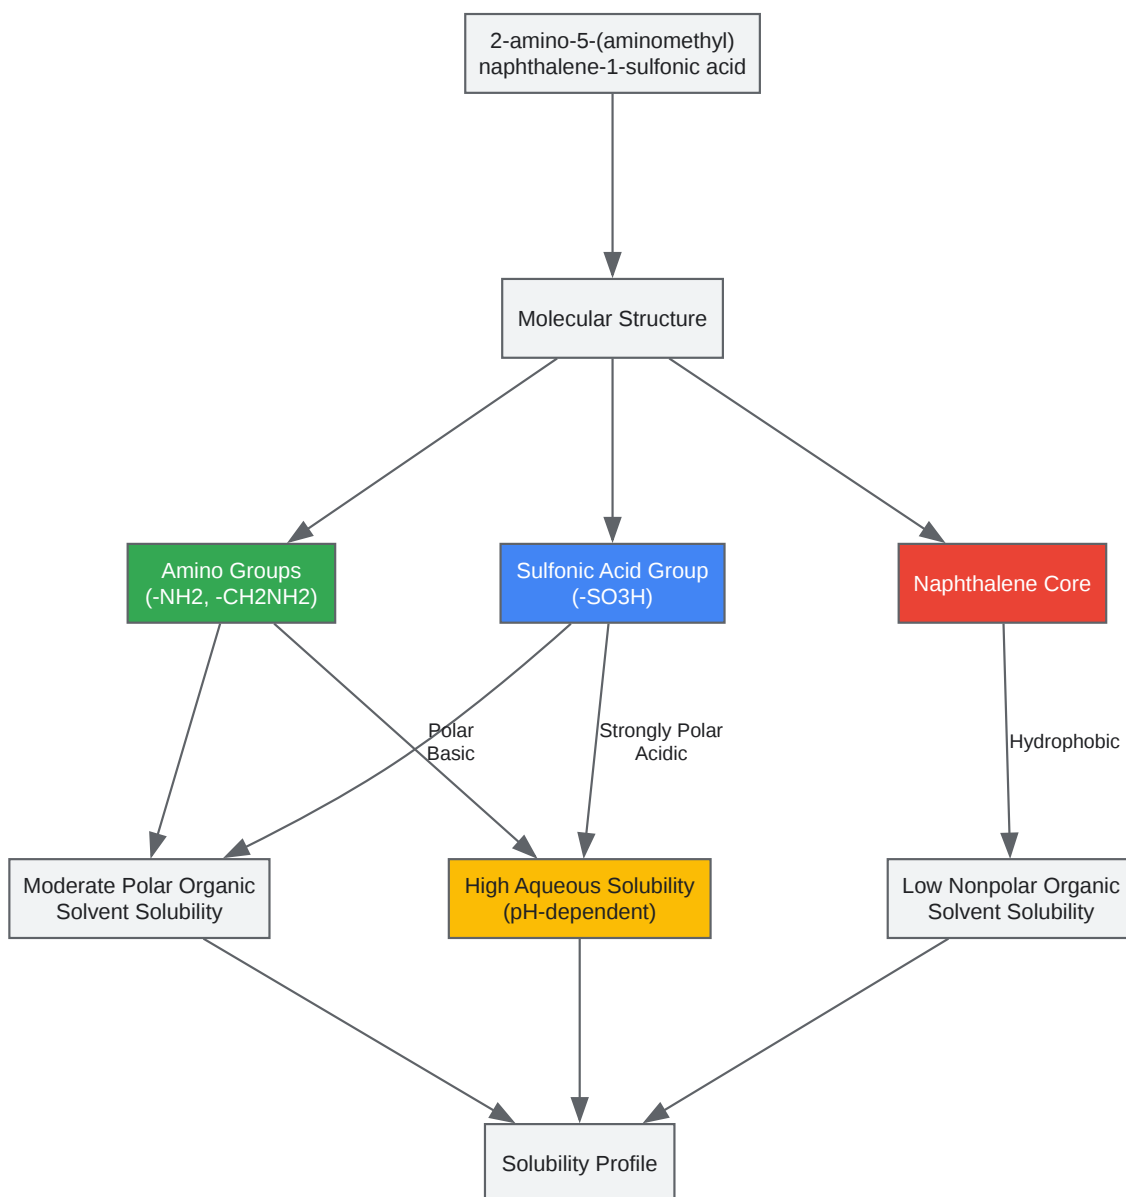 2-amino-5-(aminomethyl)
naphthalene-1-sulfonic acid
Molecular Structure
Amino Groups
(-NH2, -CH2NH2)
Sulfonic Acid Group
(-SO3H)
Naphthalene Core
Polar
Basic
Strongly Polar
Acidic
Hydrophobic
Moderate Polar Organic
Solvent Solubility
High Aqueous Solubility
(pH-dependent)
Low Nonpolar Organic
Solvent Solubility
Solubility Profile